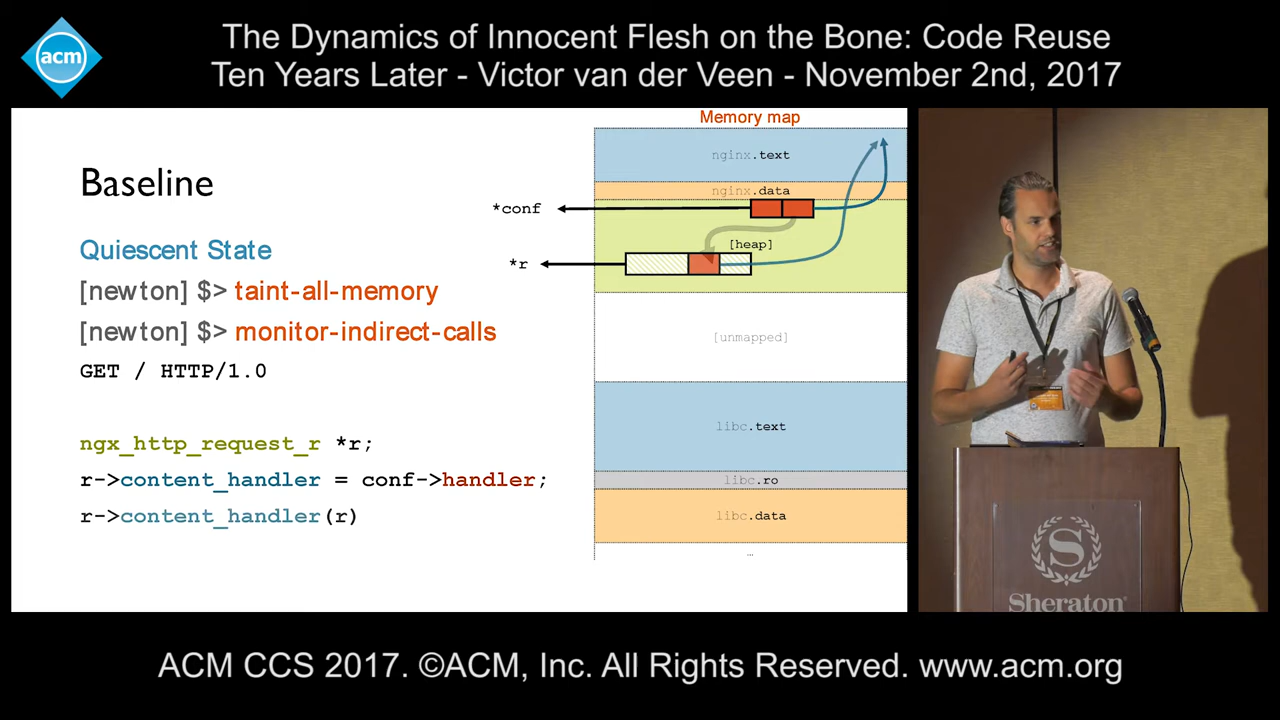 acm
The Dynamics of Innocent Flesh on the Bone: Code Reuse
Ten Years Later - Victor van der Veen - November 2nd, 2017
Baseline
Quiescent State
[newton] $> taint-all-memory
[newton] $> monitor-indirect-calls
GET / HTTP/1.0
ngx_http_request_r *r;
r->content_handler = conf->handler;
r->content_handler(r)
Memory map
nginx.text
nginx.data
*conf
[heap]
*r
[unmapped]
libc.text
libc.ro
libc.data
…
S
Sheraton®
ACM CCS 2017. ©ACM, Inc. All Rights Reserved. www.acm.org